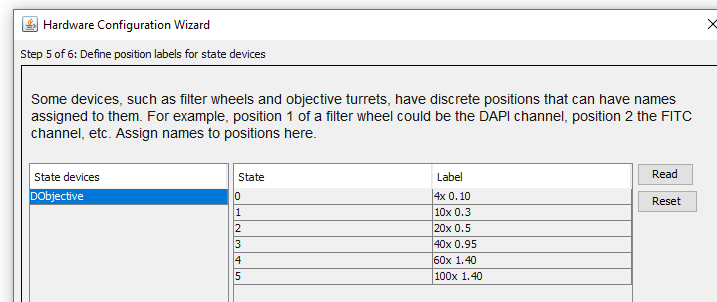 Hardware Configuration Wizard
Step 5 of 6: Define position labels for state devices
Some devices, such as filter wheels and objective turrets, have discrete positions that can have names
assigned to them. For example, position 1 of a filter wheel could be the DAPI channel, position 2 the FITC
channel, etc. Assign names to positions here.
State devices State Label Read
DObjective 0 4x 0.10 Reset
1 10x 0.3
2 20x 0.5
3 40x 0.95
4 60x 1.40
5 100x 1.40